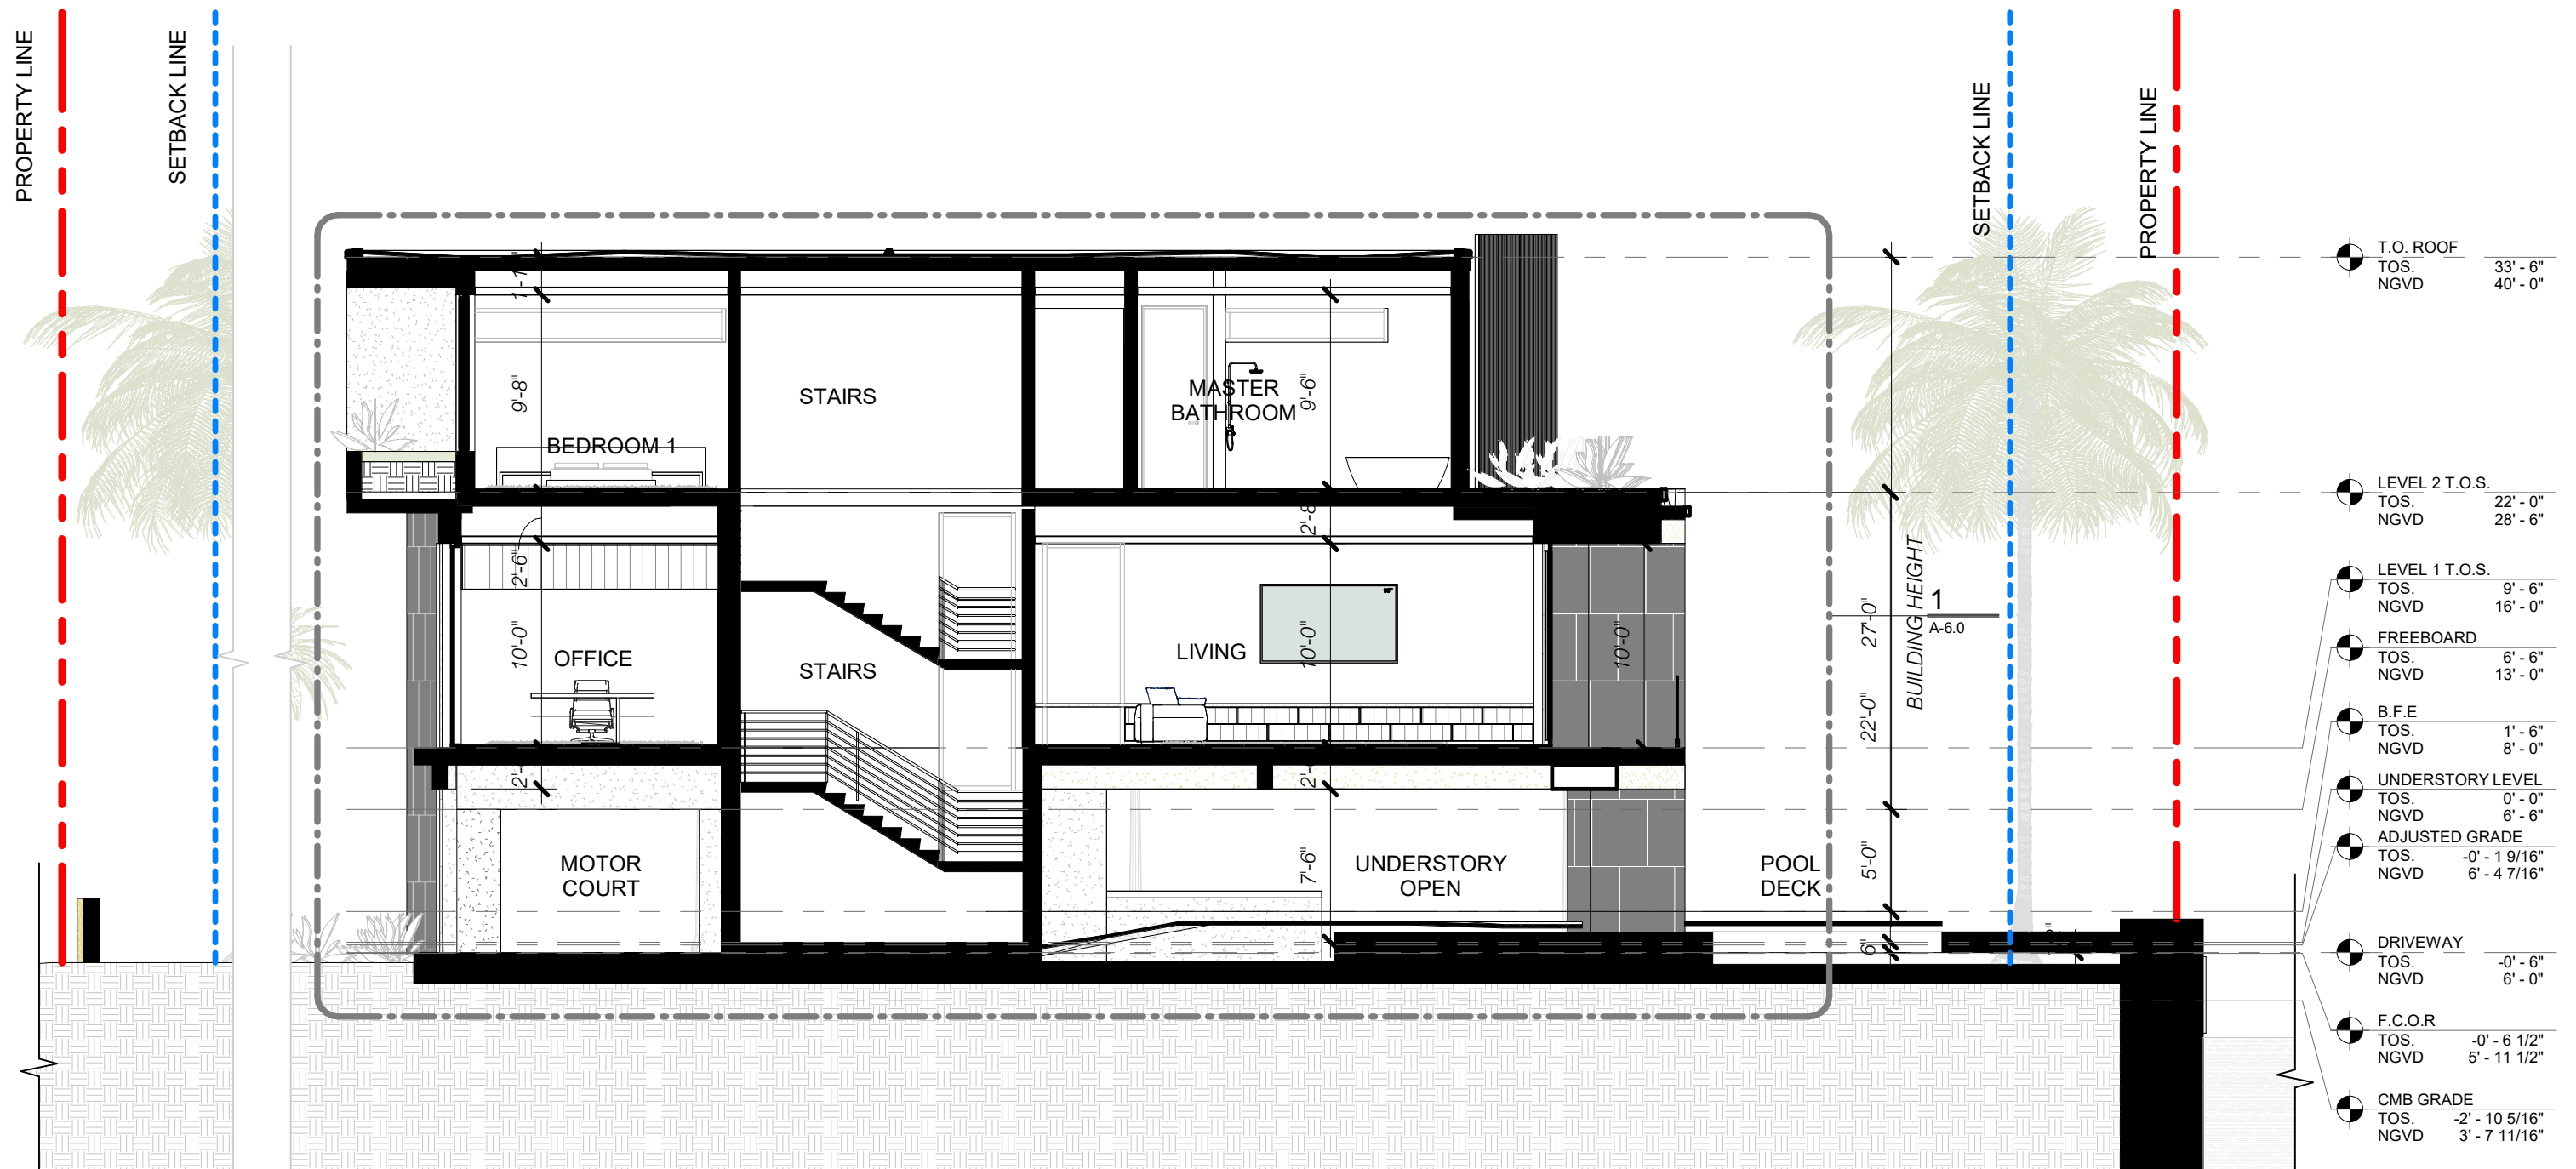 PROPERTY LINE
SETBACK LINE
SETBACK LINE
PROPERTY LINE
T.O. ROOF
TOS. 33' - 6"
NGVD 40' - 0"
LEVEL 2 T.O.S.
TOS. 22' - 0"
NGVD 28' - 6"
LEVEL 1 T.O.S.
TOS. 9' - 6"
NGVD 16' - 0"
FREEBOARD
TOS. 6' - 6"
NGVD 13' - 0"
B.F.E
TOS. 1' - 6"
NGVD 8' - 0"
UNDERSTORY LEVEL
TOS. 0' - 0"
NGVD 6' - 6"
ADJUSTED GRADE
TOS. -0' - 1 9/16"
NGVD 6' - 4 7/16"
DRIVEWAY
TOS. -0' - 6"
NGVD 6' - 0"
F.C.O.R
TOS. -0' - 6 1/2"
NGVD 5' - 11 1/2"
CMB GRADE
TOS. -2' - 10 5/16"
NGVD 3' - 7 11/16"
9'-8"
BEDROOM 1
STAIRS
MASTER
BATHROOM
9'-6"
2'-6"
10'-0"
OFFICE
STAIRS
LIVING
10'-0"
10'-0"
27'-0"
BUILDING HEIGHT
1
A-6.0
22'-0"
MOTOR
COURT
7'-6"
UNDERSTORY
OPEN
POOL
DECK
5'-0"
6"